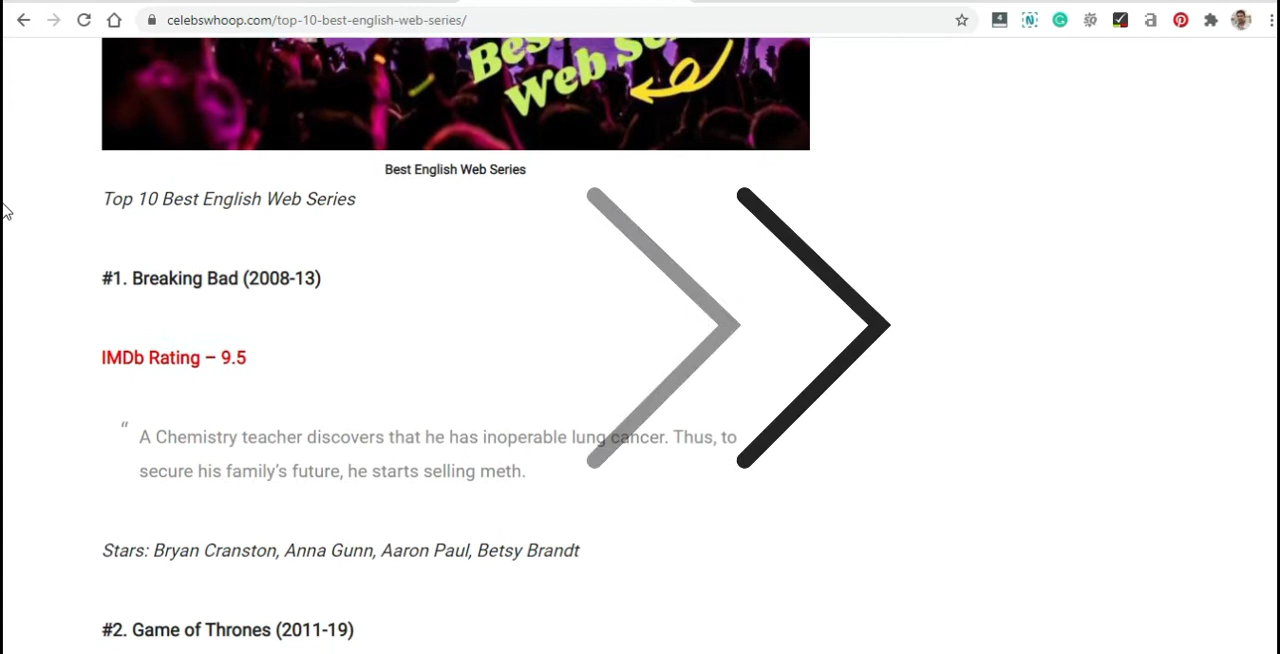 celebswhoop.com/top-10-best-english-web-series/
Best
Web
Best English Web Series
Top 10 Best English Web Series
#1. Breaking Bad (2008-13)
IMDb Rating – 9.5
“ A Chemistry teacher discovers that he has inoperable lung cancer. Thus, to
secure his family’s future, he starts selling meth.
Stars: Bryan Cranston, Anna Gunn, Aaron Paul, Betsy Brandt
#2. Game of Thrones (2011-19)